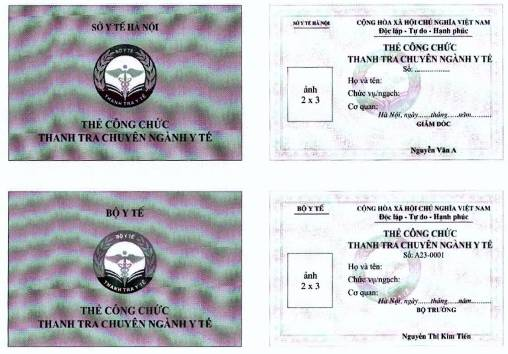 SỞ Y TẾ HÀ NỘI
SỞ Y TẾ
THANH TRA Y TẾ
THẺ CÔNG CHỨC
THANH TRA CHUYÊN NGÀNH Y TẾ
SỞ Y TẾ HÀ NỘI
CỘNG HÒA XÃ HỘI CHỦ NGHĨA VIỆT NAM
Độc lập - Tự do - Hạnh phúc
THẺ CÔNG CHỨC
THANH TRA CHUYÊN NGÀNH Y TẾ
Số: ..................
ảnh
2 x 3
Họ và tên:
Chức vụ/ngạch:
Cơ quan:
Hà Nội, ngày......tháng......năm..........
GIÁM ĐỐC
Nguyễn Văn A
BỘ Y TẾ
BỘ Y TẾ
THANH TRA Y TẾ
THẺ CÔNG CHỨC
THANH TRA CHUYÊN NGÀNH Y TẾ
BỘ Y TẾ
CỘNG HÒA XÃ HỘI CHỦ NGHĨA VIỆT NAM
Độc lập - Tự do - Hạnh phúc
THẺ CÔNG CHỨC
THANH TRA CHUYÊN NGÀNH Y TẾ
Số: A23-0001
ảnh
2 x 3
Họ và tên:
Chức vụ/ngạch:
Cơ quan:
Hà Nội, ngày......tháng......năm..........
BỘ TRƯỞNG
Nguyễn Thị Kim Tiến